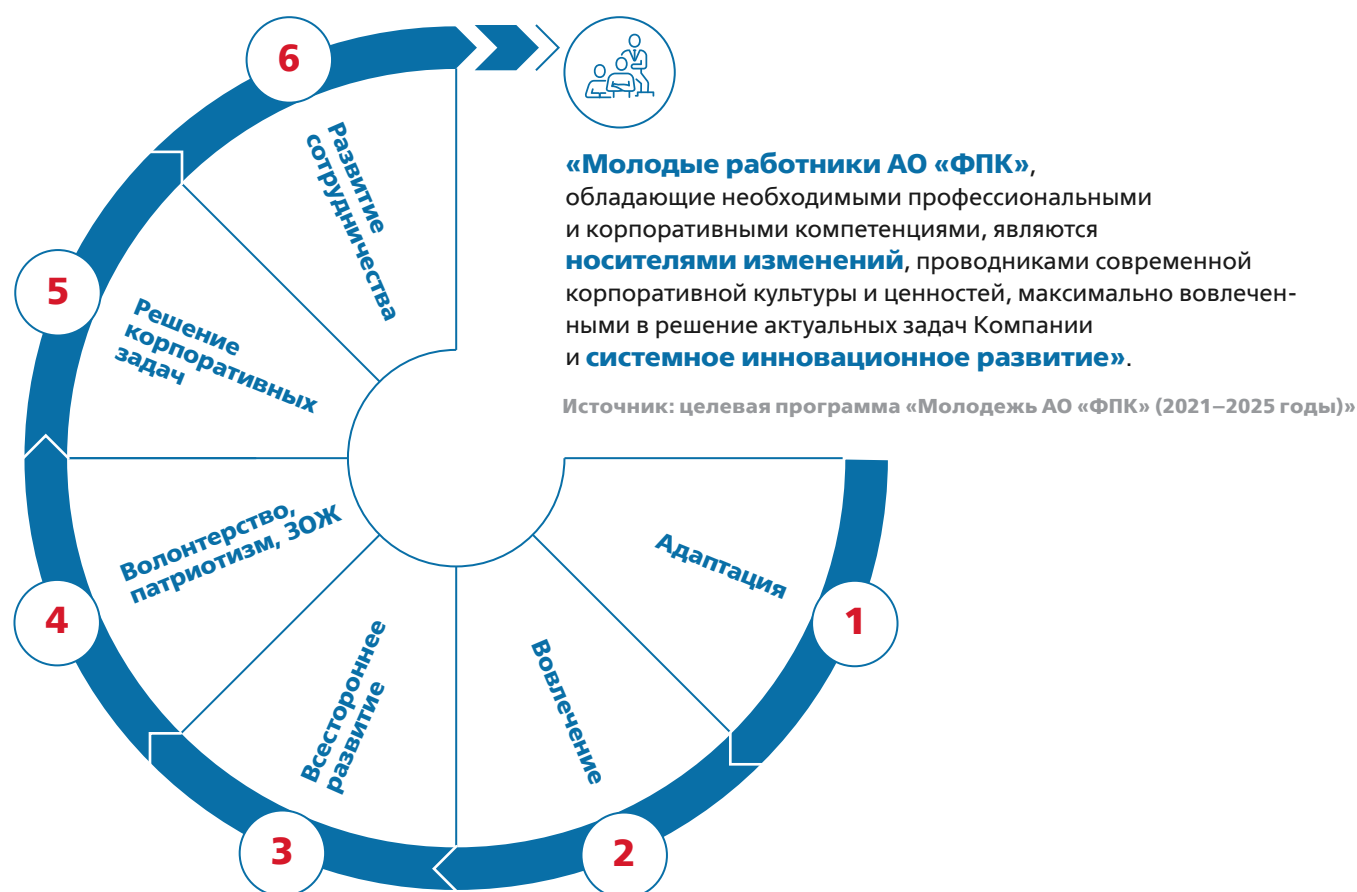 6
Развитие
сотрудничества
«Молодые работники АО «ФПК»,
обладающие необходимыми профессиональными
и корпоративными компетенциями, являются
носителями изменений, проводниками современной
корпоративной культуры и ценностей, максимально вовлечен-
ными в решение актуальных задач Компании
и системное инновационное развитие».
Источник: целевая программа «Молодежь АО «ФПК» (2021–2025 годы)»
5
Решение
корпоративных
задач
4
Волонтерство,
патриотизм, ЗОЖ
3
Всестороннее
развитие
2
Вовлечение
1
Адаптация